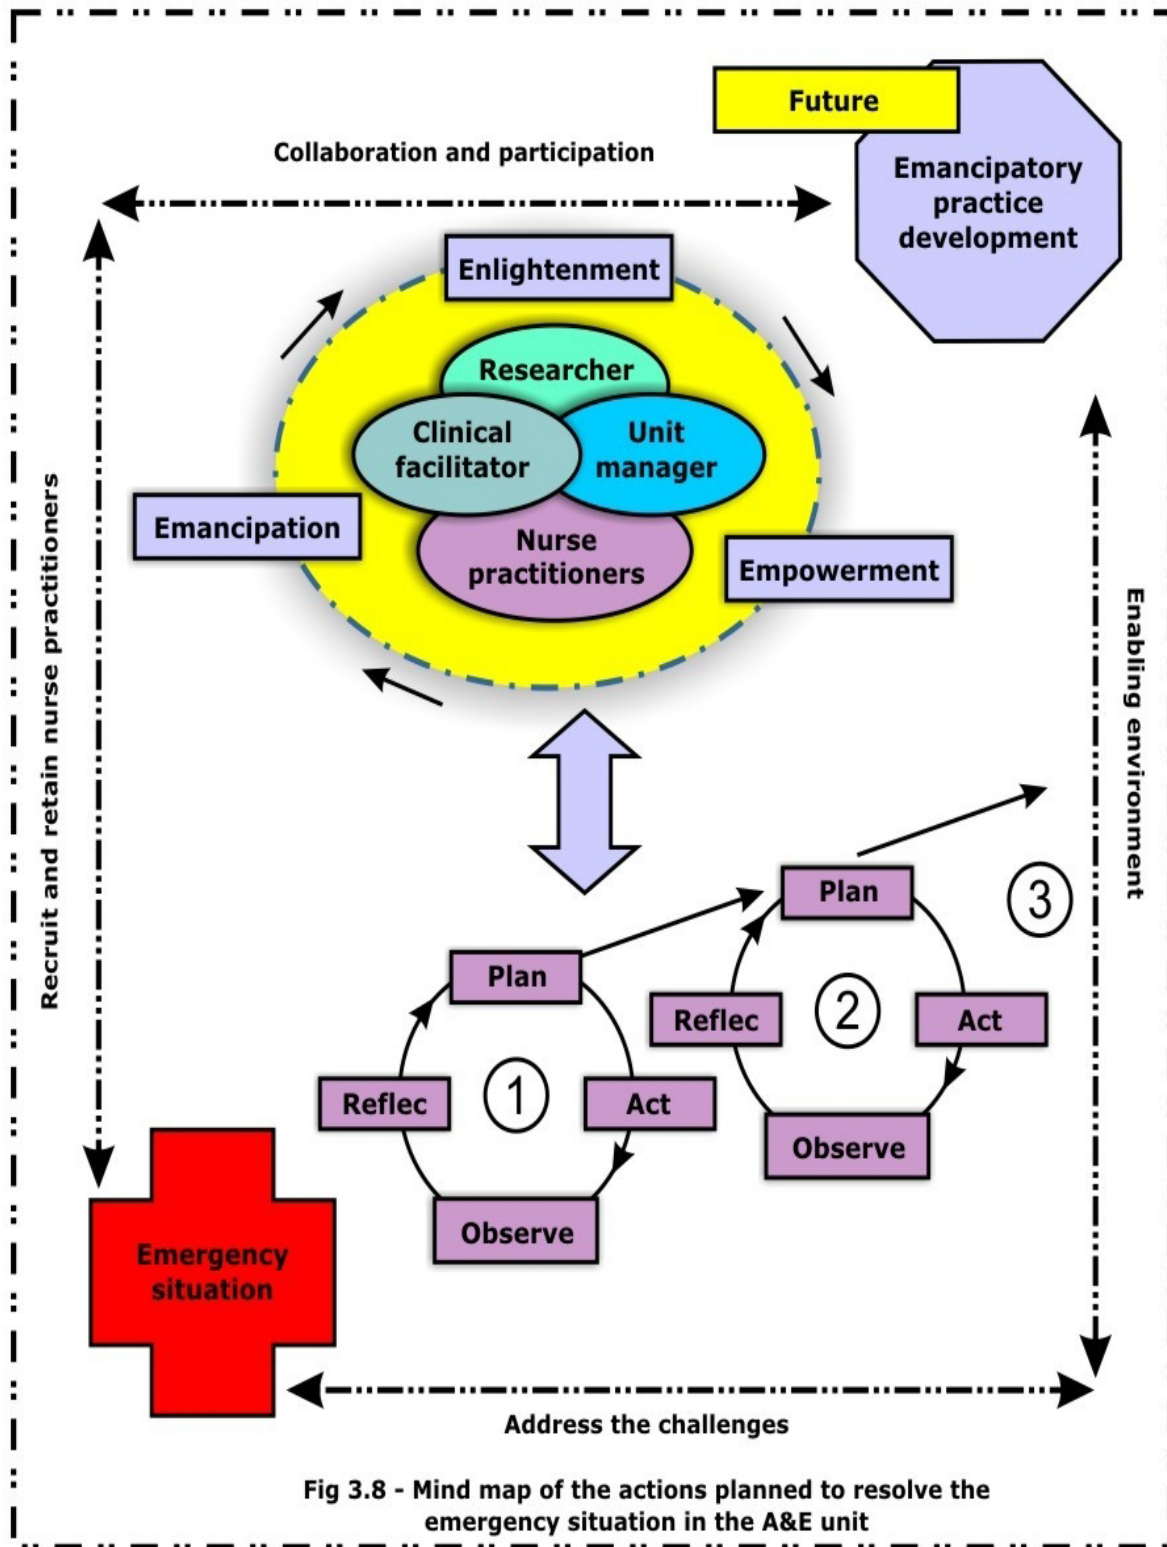 Future
Emancipatory
practice
development
Collaboration and participation
Enlightenment
Researcher
Clinical
facilitator
Unit
manager
Emancipation
Nurse
practitioners
Empowerment
Recruit and retain nurse practitioners
Enabling environment
Plan
3
Reflec
2
Act
Observe
Plan
Reflec
1
Act
Observe
Emergency
situation
Address the challenges
Fig 3.8 - Mind map of the actions planned to resolve the
emergency situation in the A&E unit